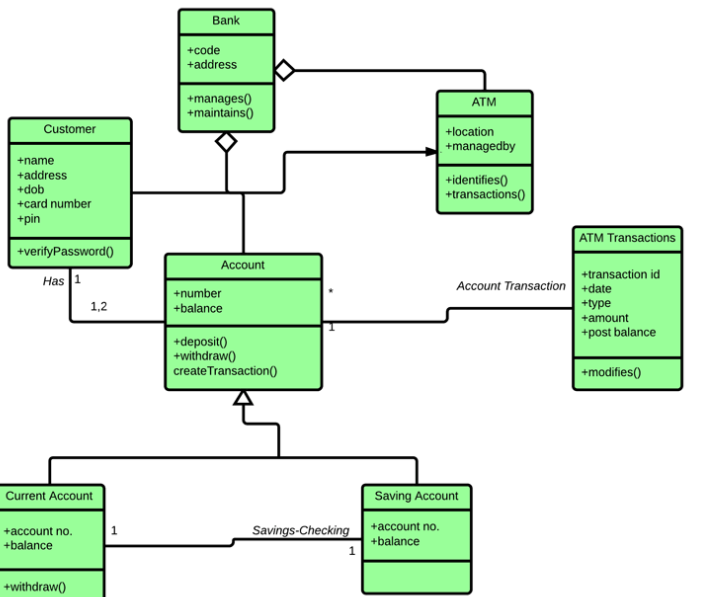 Bank
+code
+address
+manages()
+maintains()
ATM
+location
+managedby
+identifies()
+transactions()
Customer
+name
+address
+dob
+card number
+pin
+verifyPassword()
Has
1
1,2
Account
+number
+balance
+deposit()
+withdraw()
createTransaction()
*
1
Account Transaction
ATM Transactions
+transaction id
+date
+type
+amount
+post balance
+modifies()
Current Account
+account no.
+balance
+withdraw()
1
Savings-Checking
1
Saving Account
+account no.
+balance